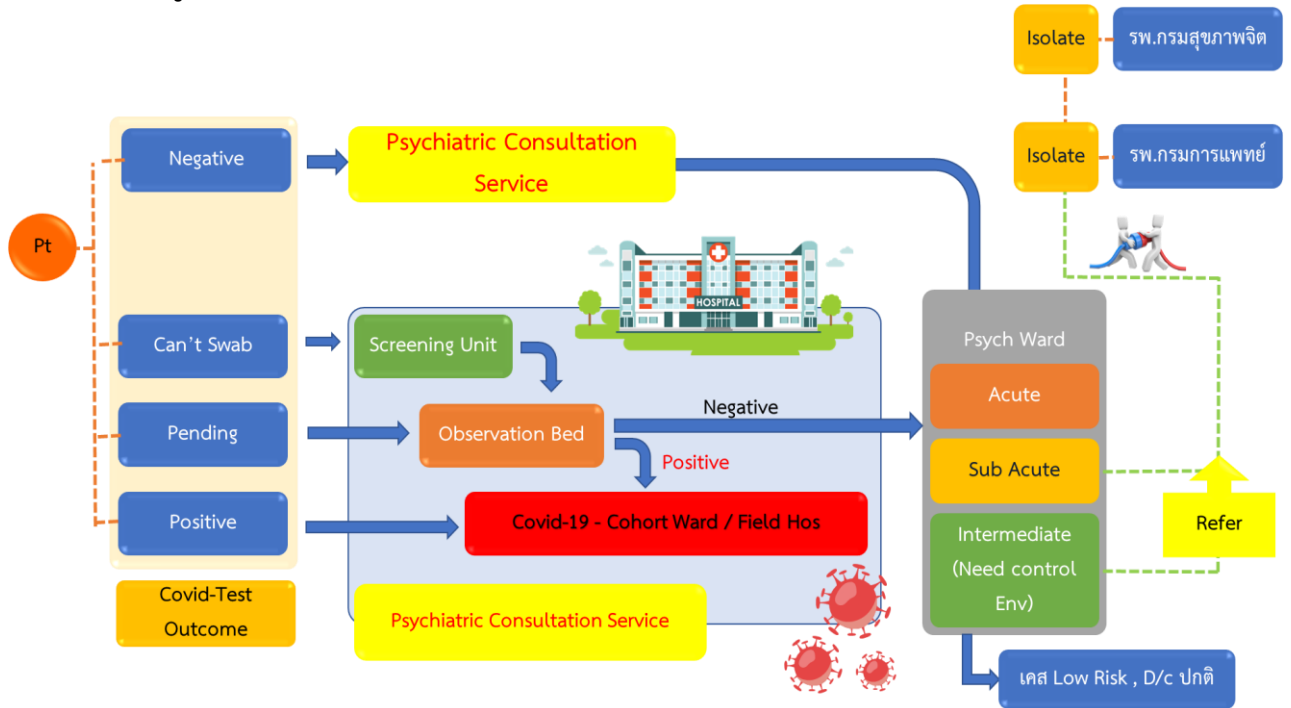 Isolate
รพ.กรมสุขภาพจิต
Negative
Psychiatric Consultation
Service
Isolate
รพ.กรมการแพทย์
Pt
HOSPITAL
Can't Swab
Screening Unit
Psych Ward
Acute
Pending
Observation Bed
Negative
Positive
Sub Acute
Positive
Covid-19 - Cohort Ward / Field Hos
Refer
Intermediate
(Need control
Env)
Covid-Test
Outcome
Psychiatric Consultation Service
เคส Low Risk , D/c ปกติ